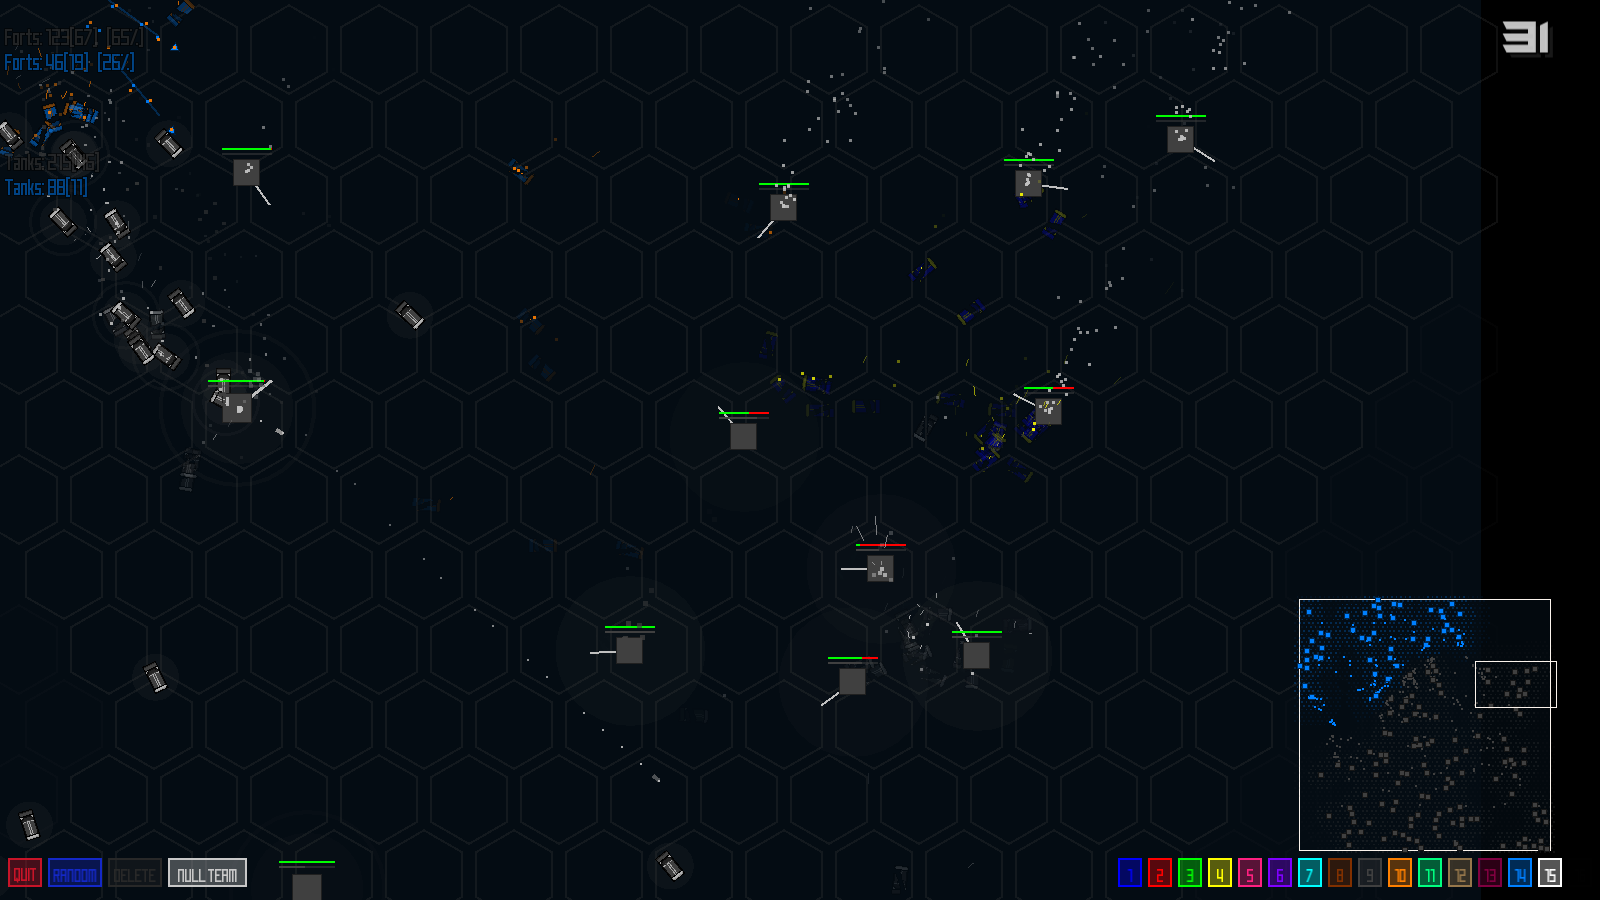 31
Forts: 123[67] [65%]
Forts: 46[19] [26%]
Tanks: 88[11]
QUIT
RANDOM
DELETE
NULL TEAM
1 2 3 4 5 6 7 8 9 10 11 12 13 14 15